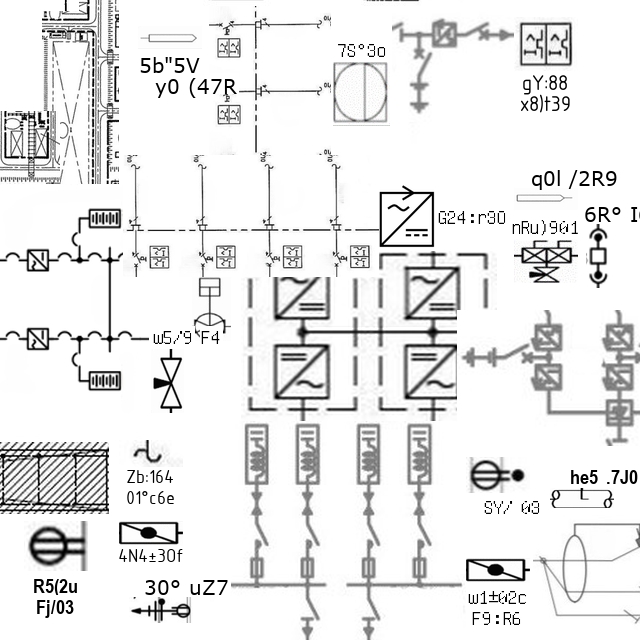 5b"5V
y0 (47R
7S°3o
gY:88
x8)t39
q0l /2R9
G24:r30
nRu)901
6R°
w5/9°F4
Zb:164
01°c6e
he5 .7J0
SY/ 03
4N4±30f
R5(2u
Fj/03
30° uZ7
w1±02c
F9:R6